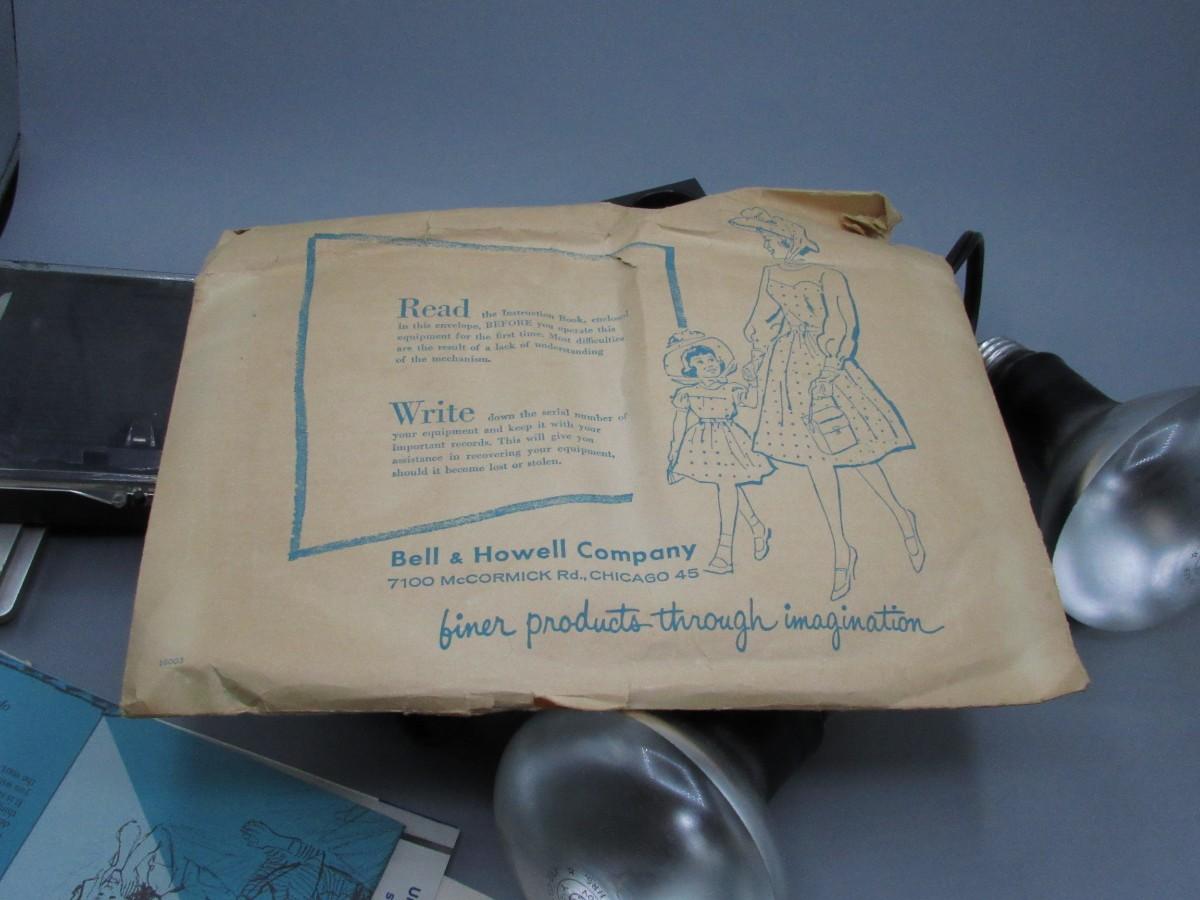 Read the Instruction Book, enclosed
in this envelope, BEFORE you operate this
equipment for the first time. Most difficulties
are the result of a lack of understanding
of the mechanism.
Write down the serial number of
your equipment and keep it with your
important records. This will give you
assistance in recovering your equipment,
should it become lost or stolen.
Bell & Howell Company
7100 McCORMICK Rd., CHICAGO 45
finer products through imagination
16003